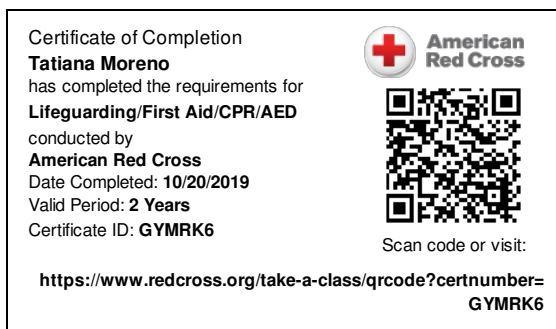 Certificate of Completion
Tatiana Moreno
has completed the requirements for
Lifeguarding/First Aid/CPR/AED
conducted by
American Red Cross
Date Completed: 10/20/2019
Valid Period: 2 Years
Certificate ID: GYMRK6
American
Red Cross
Scan code or visit:
https://www.redcross.org/take-a-class/qrcode?certnumber=
GYMRK6